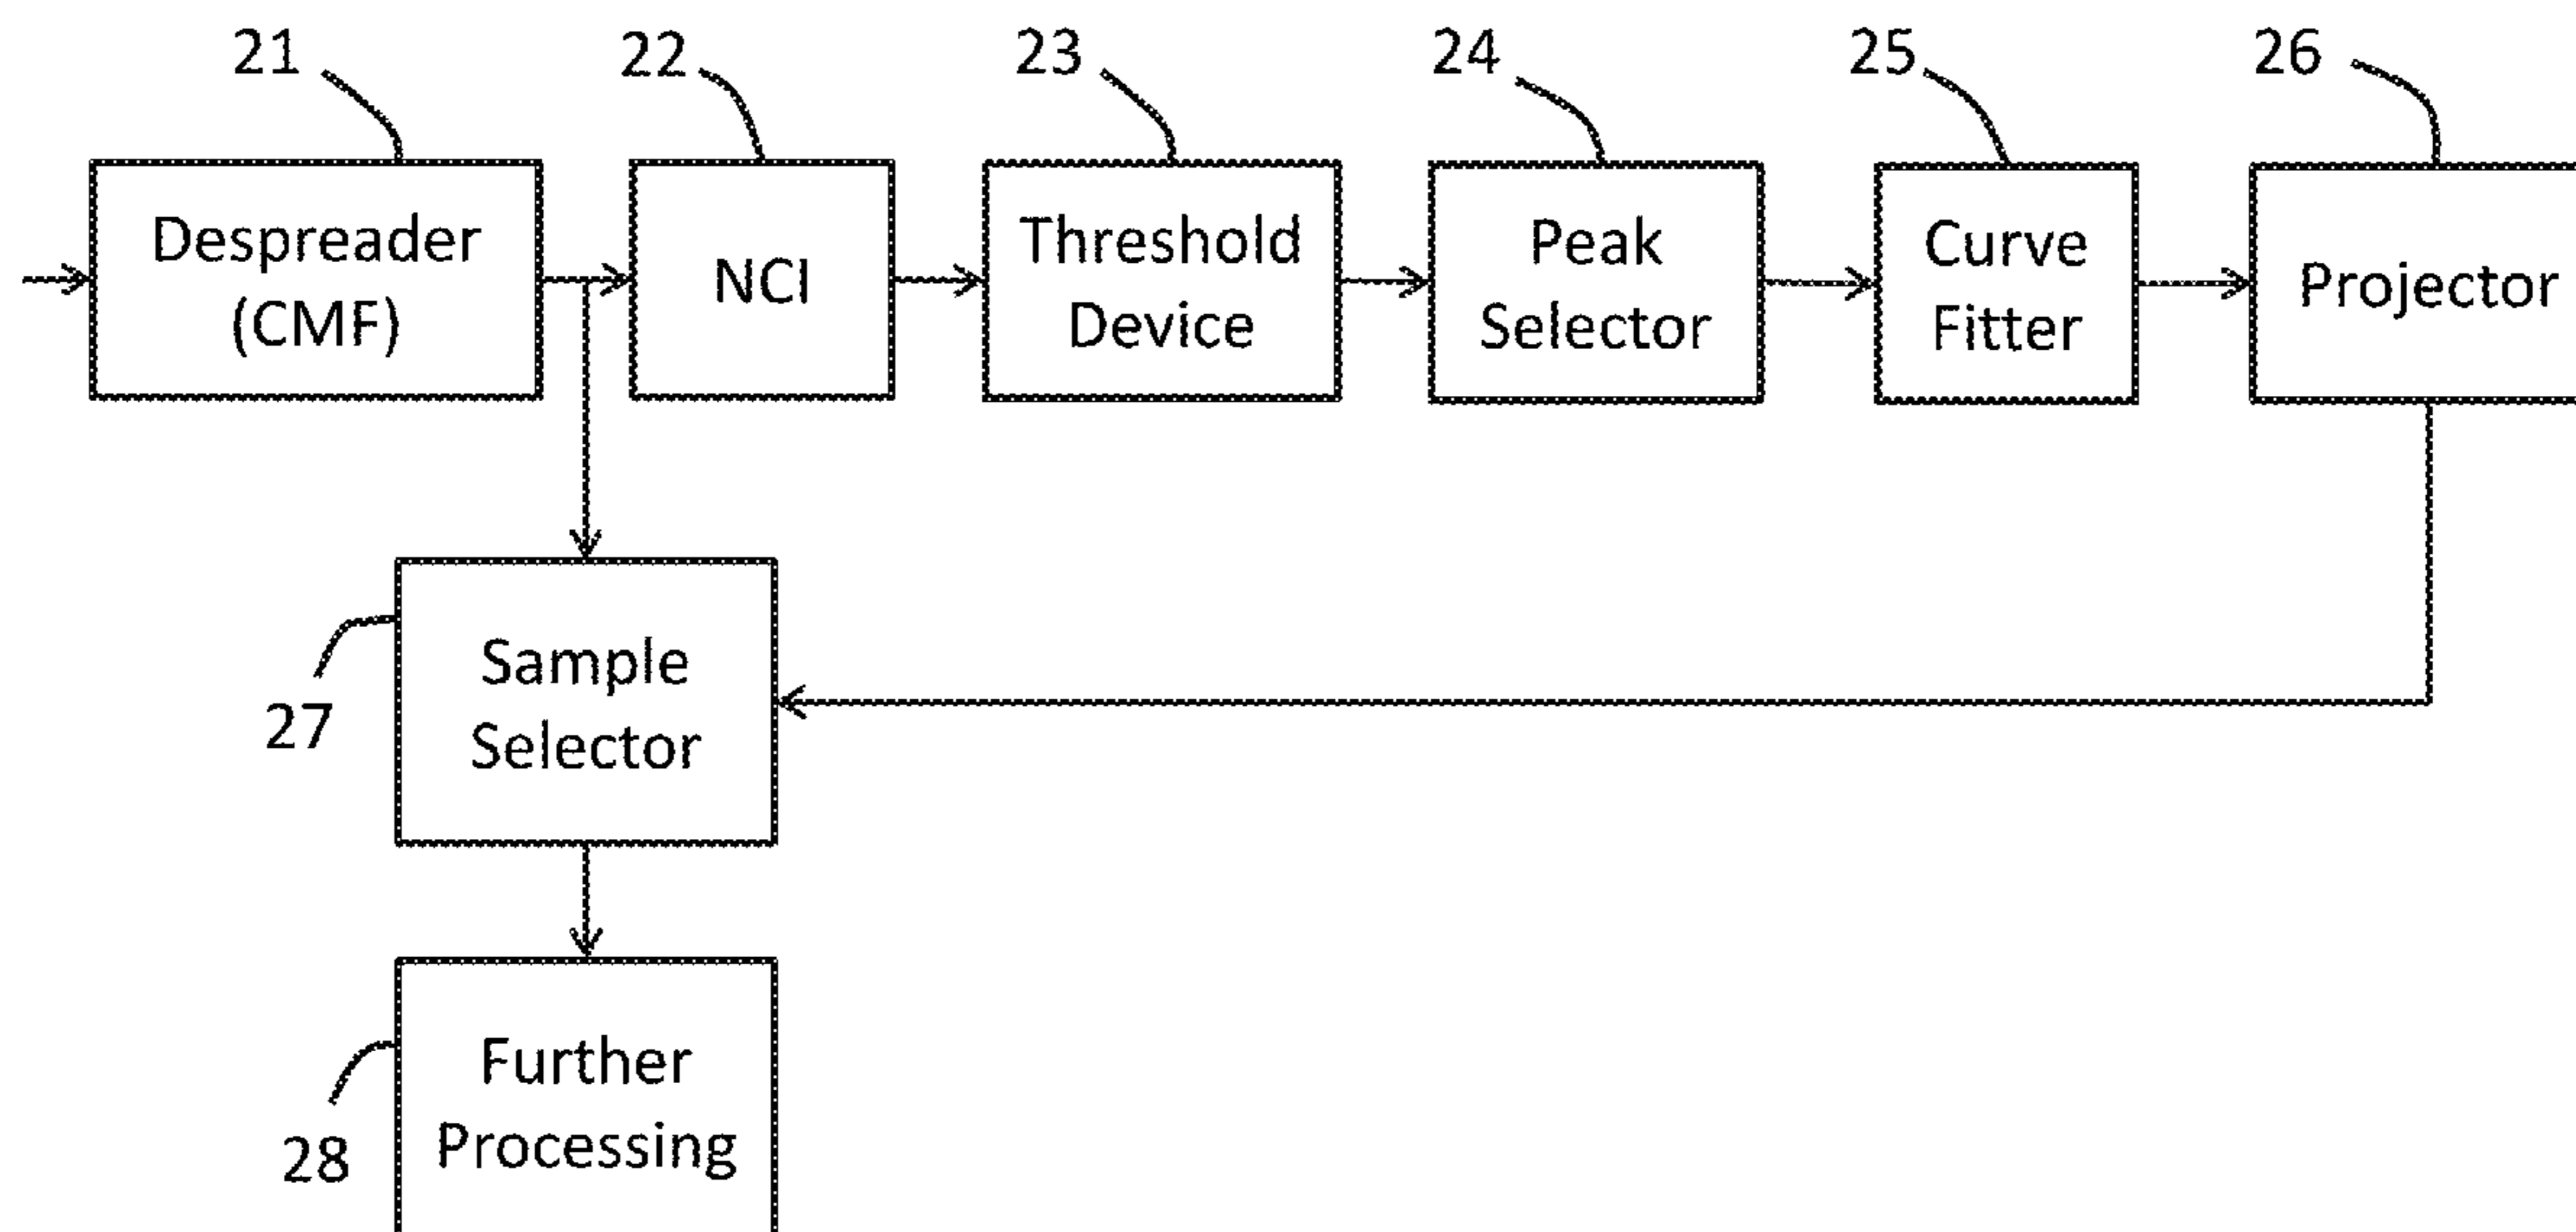 21
22
23
24
25
26
Despreader
(CMF)
NCI
Threshold
Device
Peak
Selector
Curve
Fitter
Projector
27
Sample
Selector
28
Further
Processing